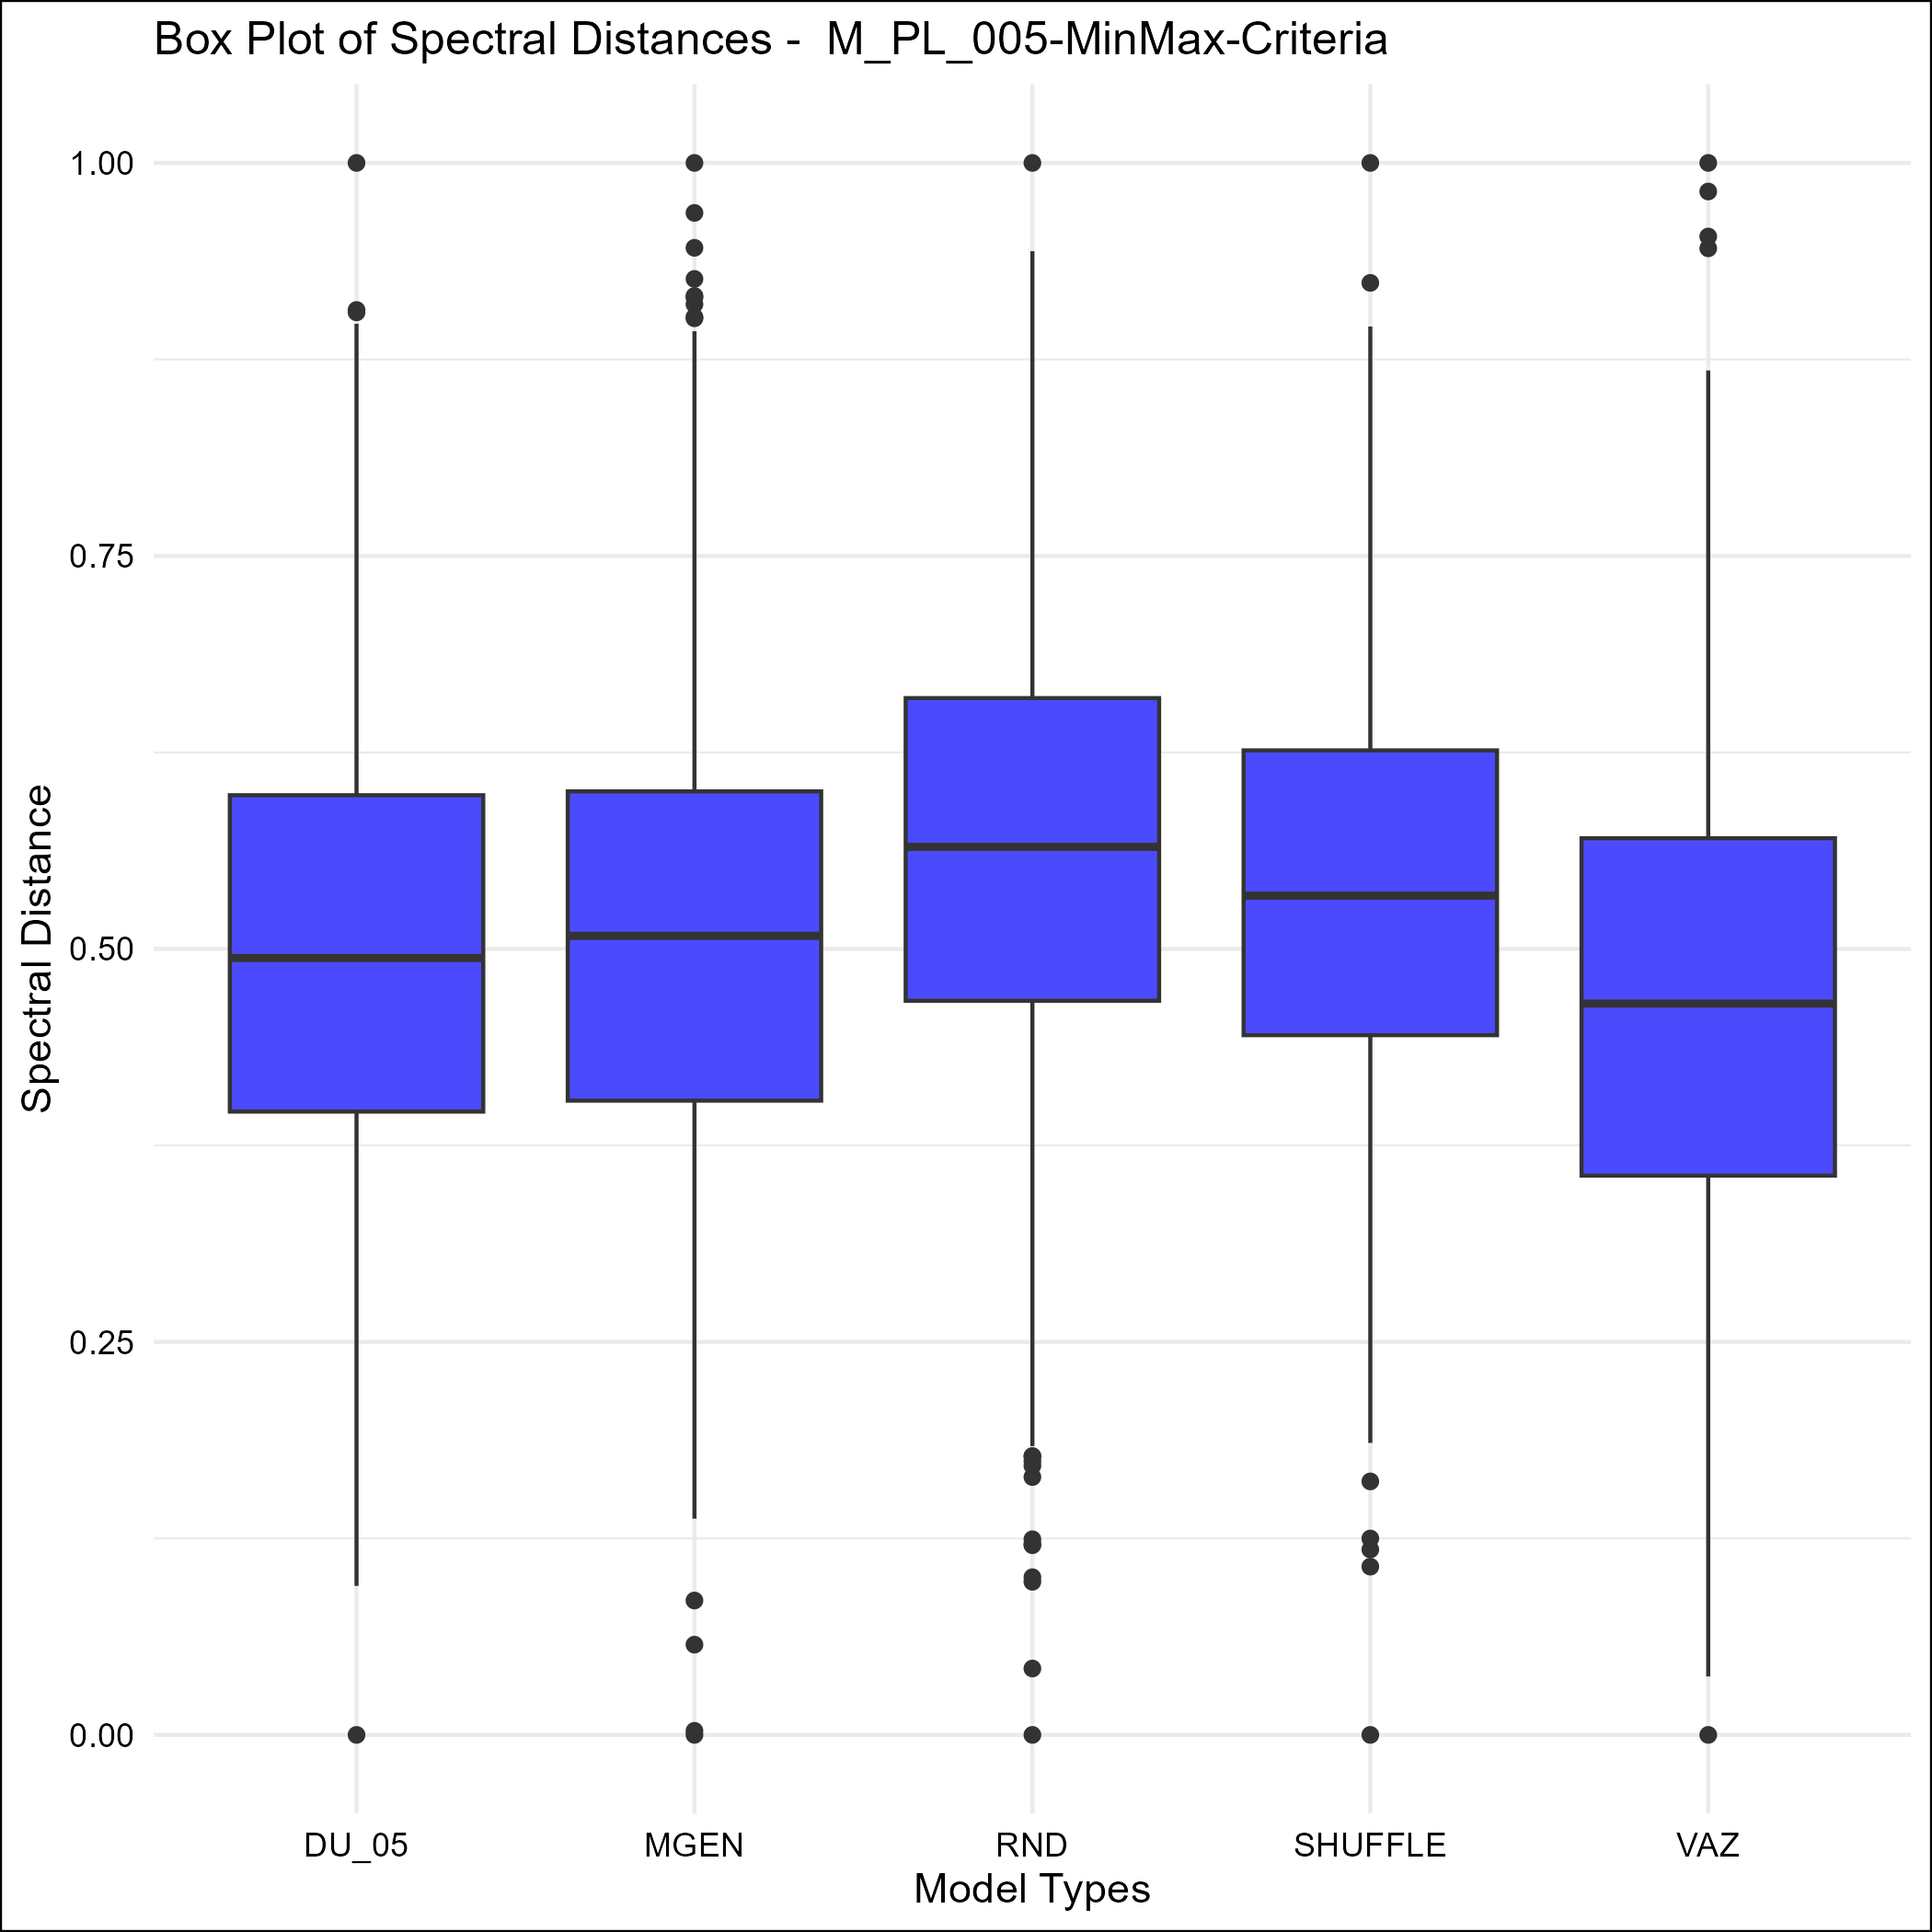 Box Plot of Spectral Distances -  M_PL_005-MinMax-Criteria
Spectral Distance
1.00
0.75
0.50
0.25
0.00
DU_05 MGEN RND SHUFFLE VAZ
Model Types